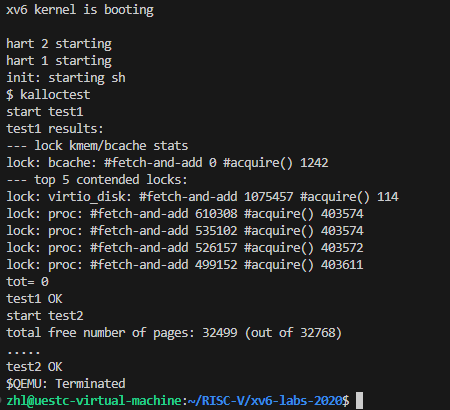 xv6 kernel is booting
hart 2 starting
hart 1 starting
init: starting sh
$ kalloctest
start test1
test1 results:
--- lock kmem/bcache stats
lock: bcache: #fetch-and-add 0 #acquire() 1242
--- top 5 contended locks:
lock: virtio_disk: #fetch-and-add 1075457 #acquire() 114
lock: proc: #fetch-and-add 610308 #acquire() 403574
lock: proc: #fetch-and-add 535102 #acquire() 403574
lock: proc: #fetch-and-add 526157 #acquire() 403572
lock: proc: #fetch-and-add 499152 #acquire() 403611
tot= 0
test1 OK
start test2
total free number of pages: 32499 (out of 32768)
.....
test2 OK
$QEMU: Terminated
zhl@uestc-virtual-machine:~/RISC-V/xv6-labs-2020$